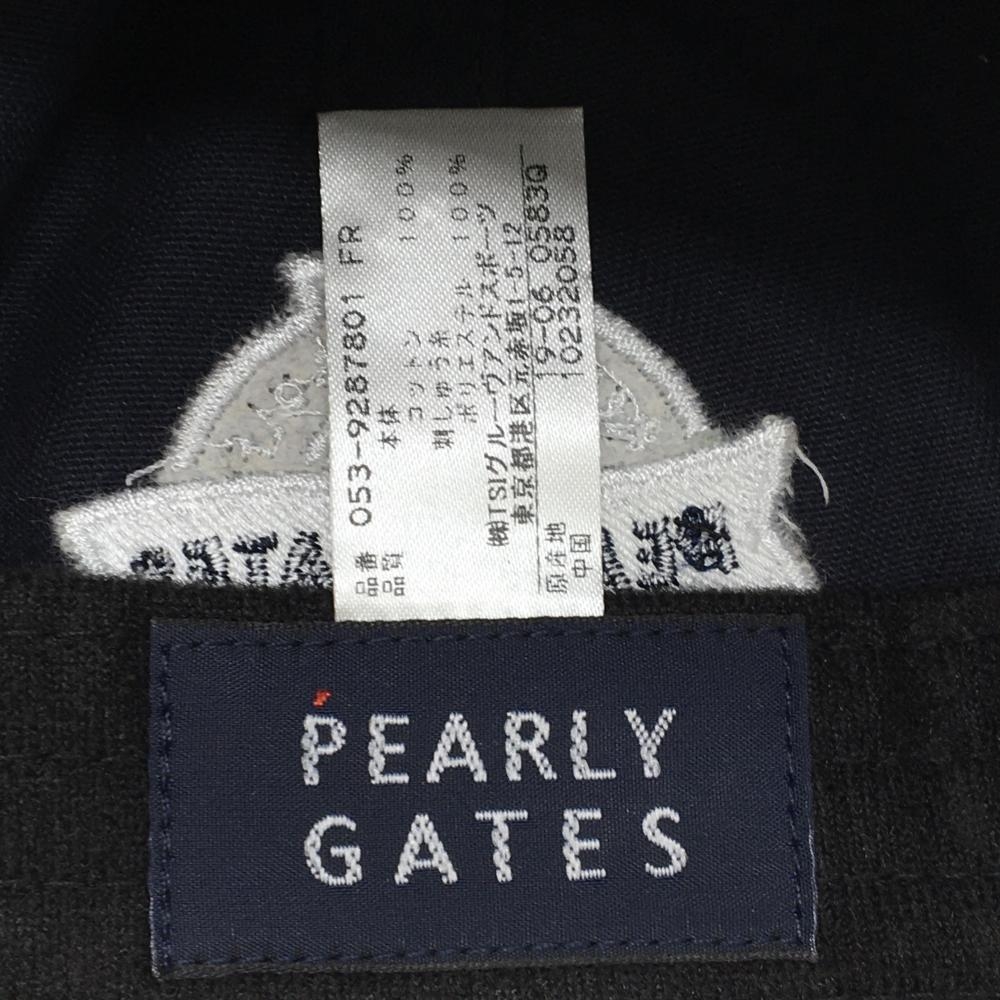 品番 053-9287801 FR
品質 本体
コットン 100%
刺しゅう糸
ポリエステル 100%
㈱TSIグルーヴアンドスポーツ
東京都港区元赤坂1-5-12
原産地 19-06 0583Q
中国 10232058
PEARLY
GATES